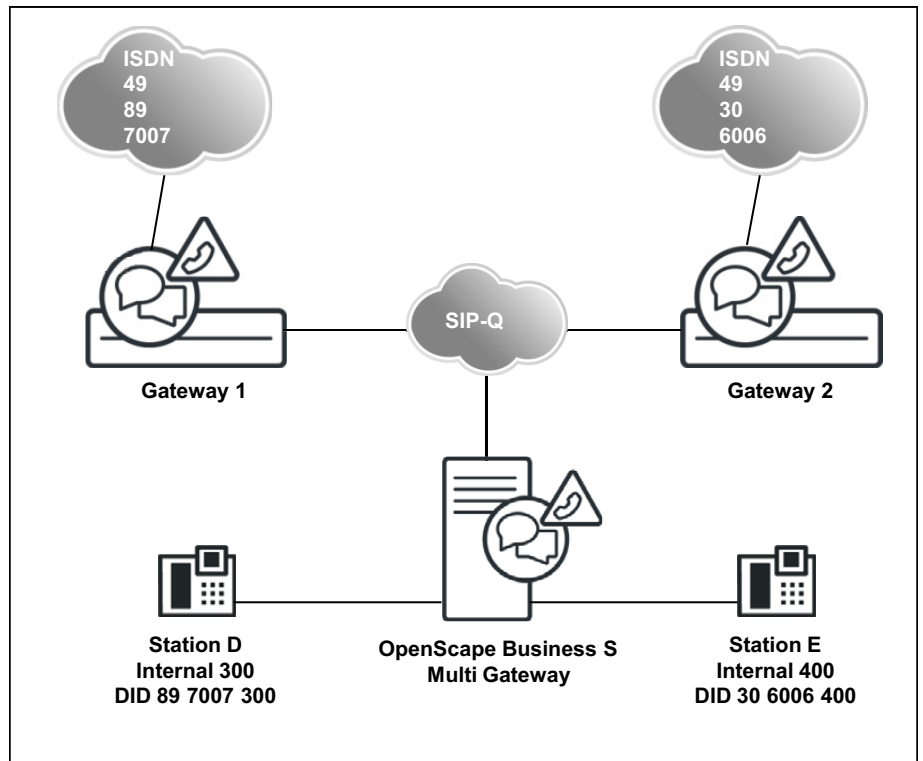 ISDN
49
89
7007
ISDN
49
30
6006
SIP-Q
Gateway 1
Gateway 2
Station D
Internal 300
DID 89 7007 300
OpenScape Business S
Multi Gateway
Station E
Internal 400
DID 30 6006 400